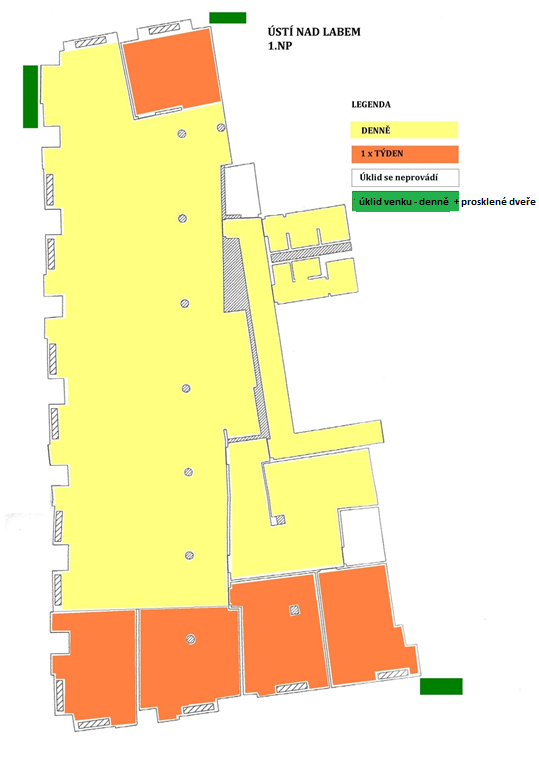 ÚSTÍ NAD LABEM
1.NP
LEGENDA
DENNĚ
1 x TÝDEN
Úklid se neprovádí
úklid venku - denně + prosklené dveře